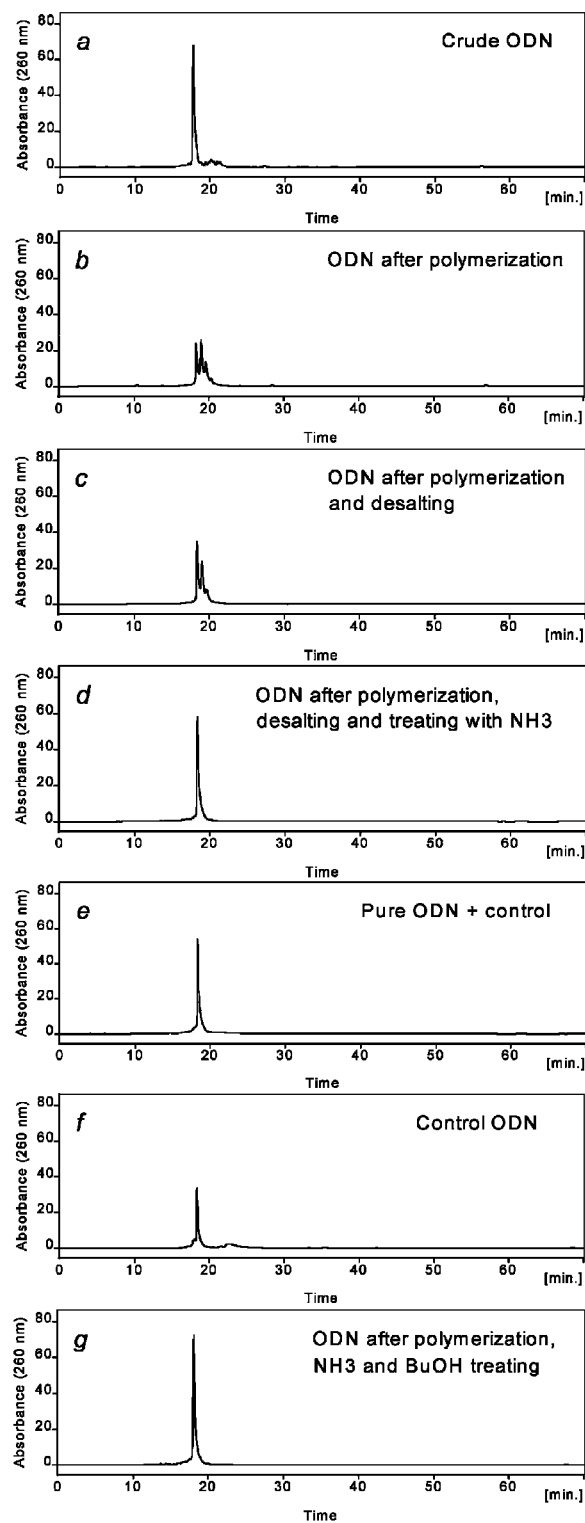 a
Crude ODN
Absorbance (260 nm)
80
60
40
20
0
0 10 20 30 40 50 60
[min.]
Time
b
ODN after polymerization
Absorbance (260 nm)
80
60
40
20
0
0 10 20 30 40 50 60
[min.]
Time
c
ODN after polymerization
and desalting
Absorbance (260 nm)
80
60
40
20
0
0 10 20 30 40 50 60
[min.]
Time
d
ODN after polymerization,
desalting and treating with NH3
Absorbance (260 nm)
80
60
40
20
0
0 10 20 30 40 50 60
[min.]
Time
e
Pure ODN + control
Absorbance (260 nm)
80
60
40
20
0
0 10 20 30 40 50 60
[min.]
Time
f
Control ODN
Absorbance (260 nm)
80
60
40
20
0
0 10 20 30 40 50 60
[min.]
Time
g
ODN after polymerization,
NH3 and BuOH treating
Absorbance (260 nm)
80
60
40
20
0
0 10 20 30 40 50 60
[min.]
Time